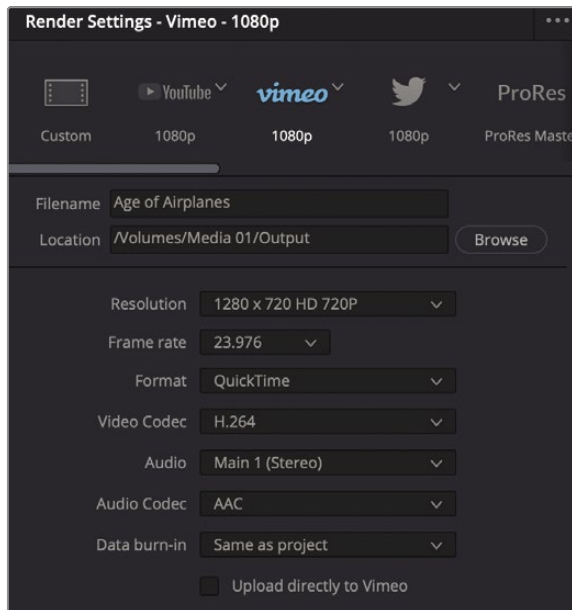 Render Settings - Vimeo - 1080p
YouTube vimeo ProRes
Custom 1080p 1080p 1080p ProRes Maste
Filename Age of Airplanes
Location /Volumes/Media 01/Output Browse
Resolution 1280 x 720 HD 720P
Frame rate 23.976
Format QuickTime
Video Codec H.264
Audio Main 1 (Stereo)
Audio Codec AAC
Data burn-in Same as project
Upload directly to Vimeo